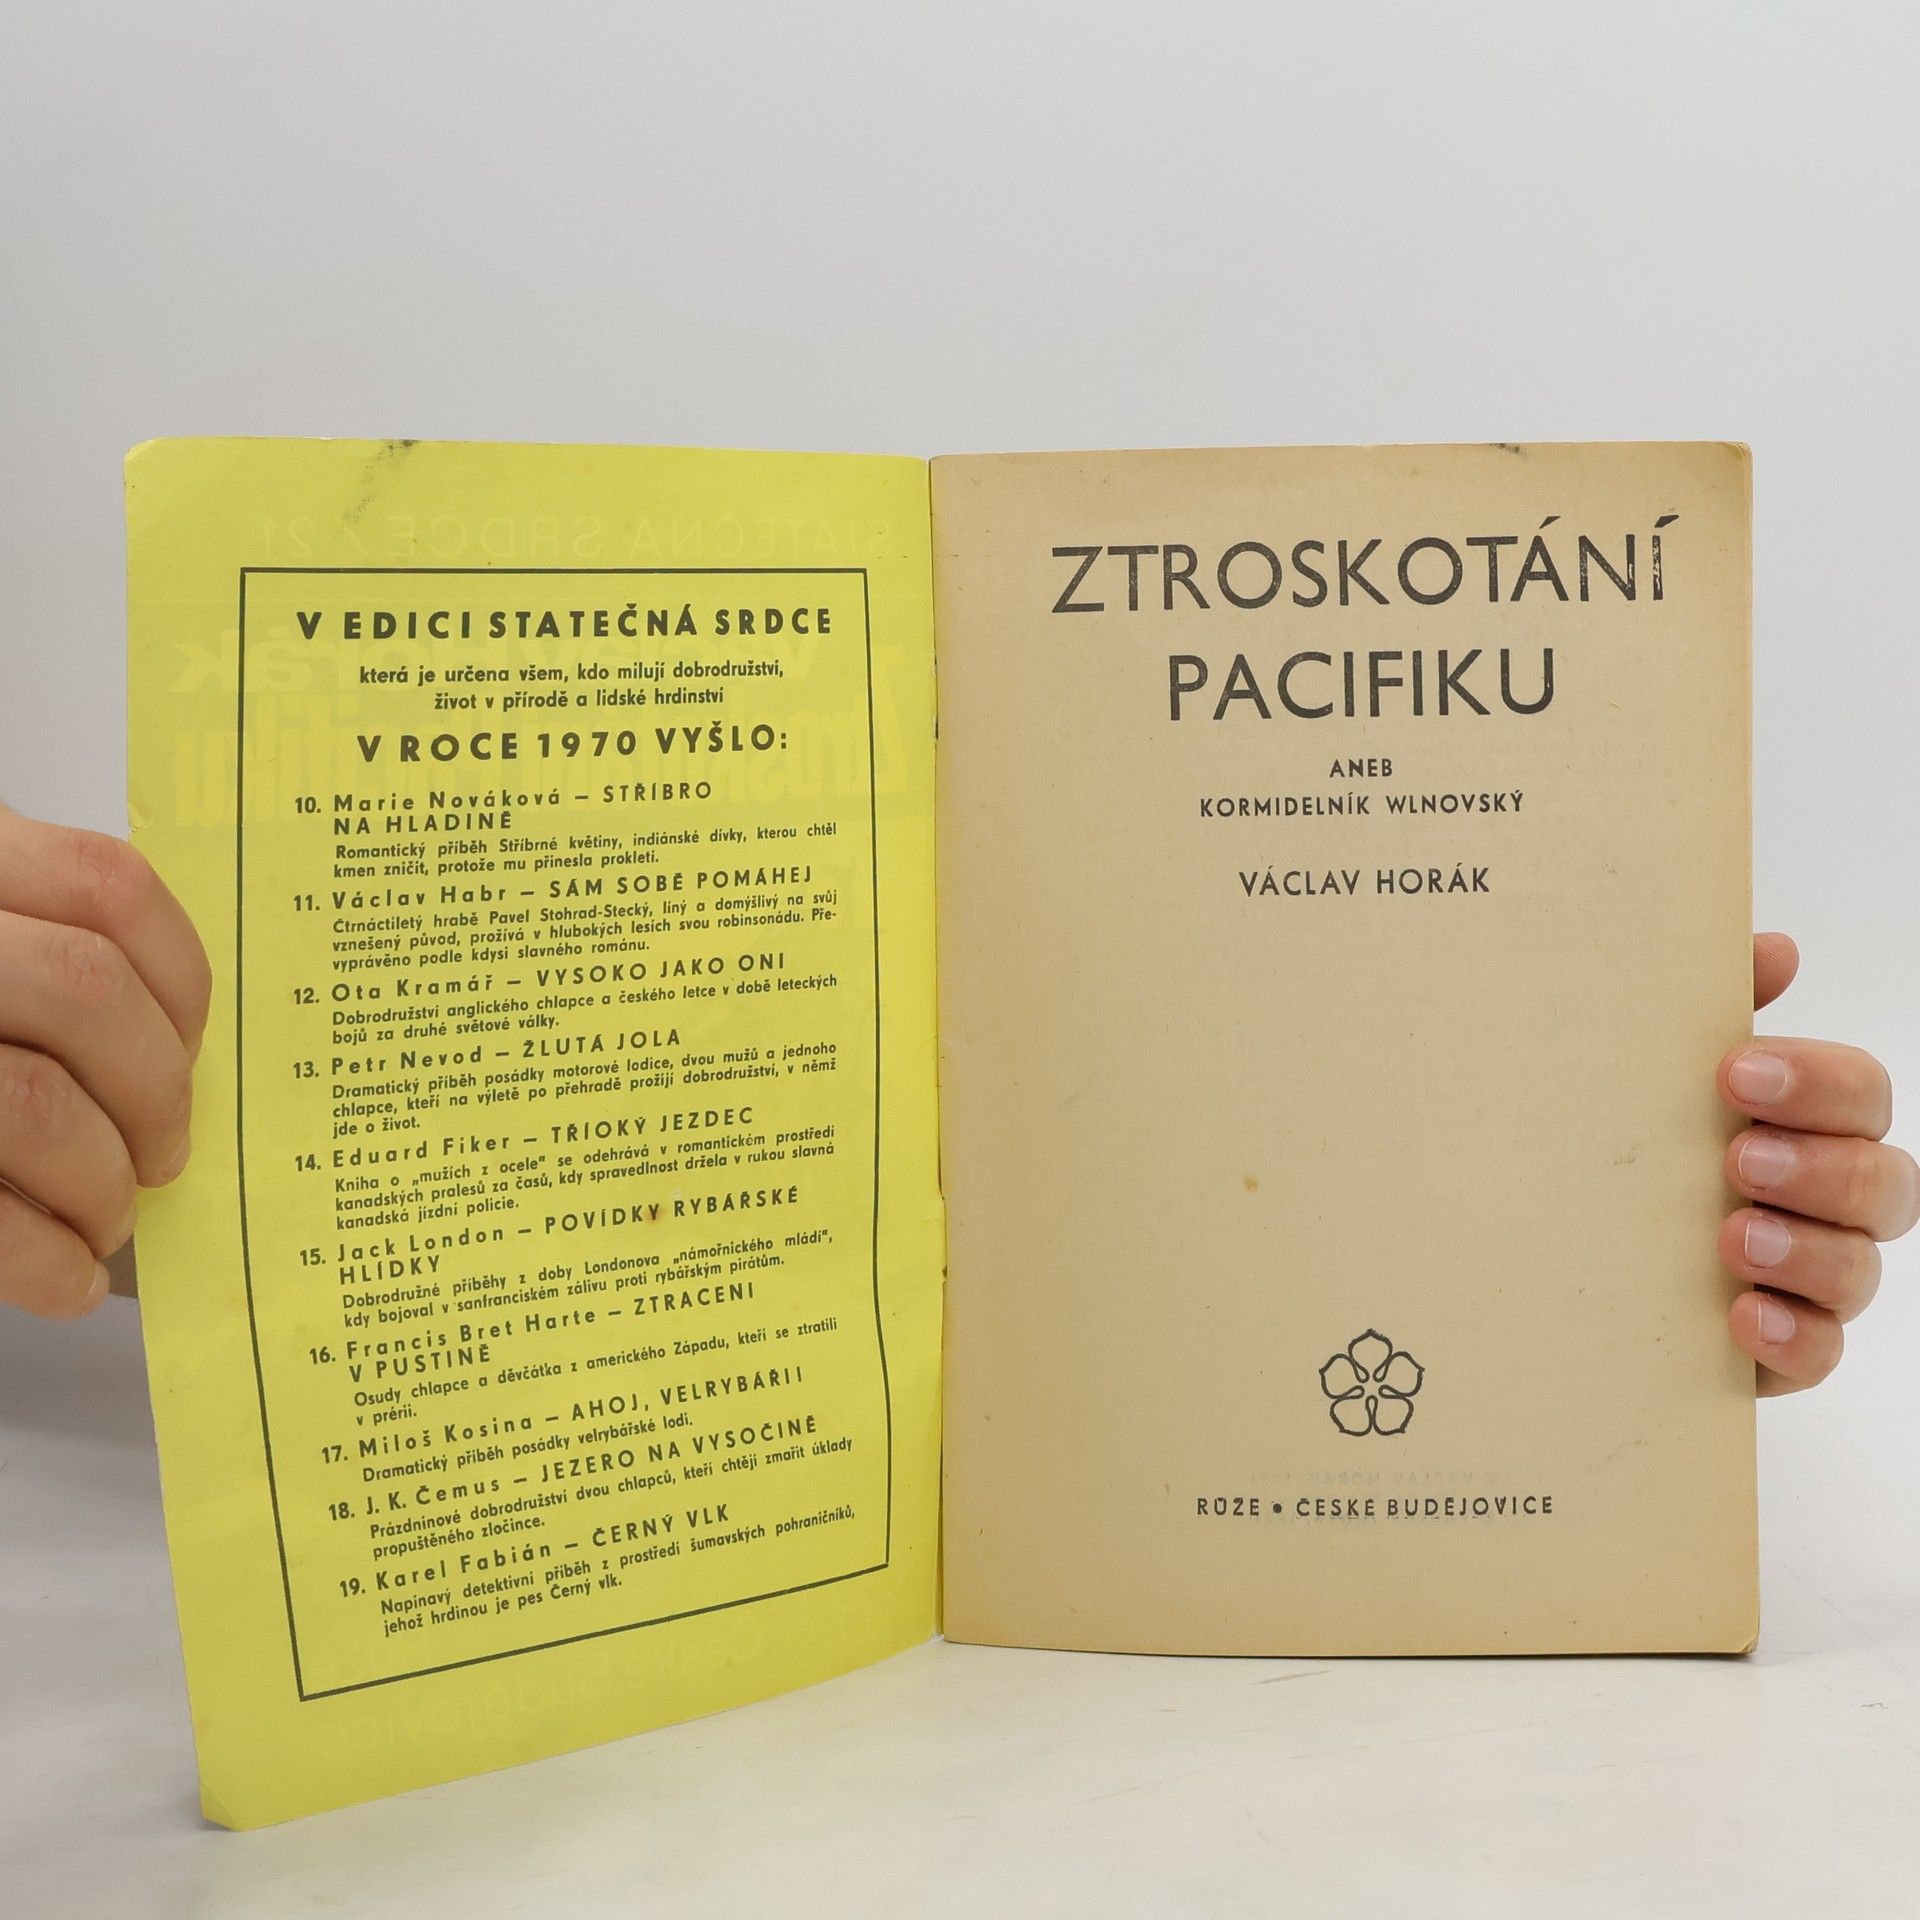 V EDICI STATEČNÁ SRDCE
která je určena všem, kdo milují dobrodružství,
život v přírodě a lidské hrdinství
V ROCE 1970 VYŠLO:
10. Marie Nováková – STŘÍBRO
NA HLADINĚ
Romantický příběh Stříbrné květiny, indiánské dívky, kterou chtěl
kmen zničit, protože mu přinesla prokletí.
11. Václav Habr – SÁM SOBĚ POMÁHEJ
Čtrnáctiletý hrabě Pavel Stohrad-Stecký, líný a domýšlivý na svůj
vznešený původ, prožívá v hlubokých lesích svou robinsonádu. Pře-
vyprávěno podle kdysi slavného románu.
12. Ota Kramář – VYSOKO JAKO ONI
Dobrodružství anglického chlapce a českého letce v době leteckých
bojů za druhé světové války.
13. Petr Nevod – ŽLUTÁ JOLA
Dramatický příběh posádky motorové lodice, dvou mužů a jednoho
chlapce, kteří na výletě po přehradě prožijí dobrodružství, v němž
jde o život.
14. Eduard Fiker – TŘÍOKÝ JEZDEC
Kniha o „mužích z ocele" se odehrává v romantickém prostředí
kanadských pralesů za časů, kdy spravedlnost držela v rukou slavná
kanadská jízdní policie.
15. Jack London – POVÍDKY RYBÁŘSKÉ
HLÍDKY
Dobrodružné příběhy z doby Londonova „námořnického mládí",
kdy bojoval v sanfranciském zálivu proti rybářským pirátům.
16. Francis Bret Harte – ZTRACENI
V PUSTINĚ
Osudy chlapce a děvčátka z amerického Západu, kteří se ztratili
v prérii.
17. Miloš Kosina – AHOJ, VELRYBÁŘI!
Dramatický příběh posádky velrybářské lodi.
18. J. K. Čemus – JEZERO NA VYSOČINĚ
Prázdninové dobrodružství dvou chlapců, kteří chtějí zmařit úklady
propuštěného zločince.
19. Karel Fabián – ČERNÝ VLK
Napínavý detektivní příběh z prostředí šumavských pohraničníků,
jehož hrdinou je pes Černý vlk.
ZTROSKOTÁNÍ
PACIFIKU
ANEB
KORMIDELNÍK WLNOVSKÝ
VÁCLAV HORÁK
RŮŽE • ČESKÉ BUDĚJOVICE